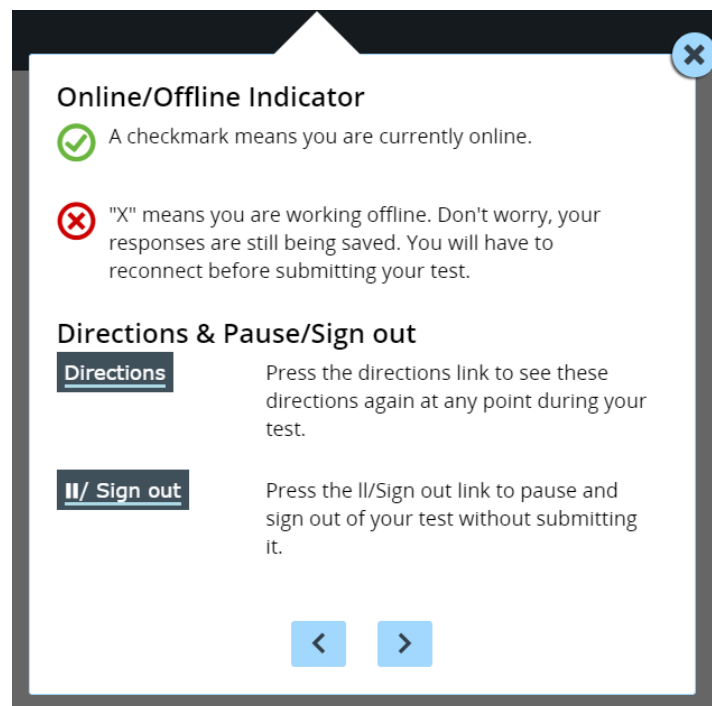 Online/Offline Indicator
A checkmark means you are currently online.
"X" means you are working offline. Don't worry, your
responses are still being saved. You will have to
reconnect before submitting your test.
Directions & Pause/Sign out
Directions
Press the directions link to see these
directions again at any point during your
test.
II/ Sign out
Press the ll/Sign out link to pause and
sign out of your test without submitting
it.